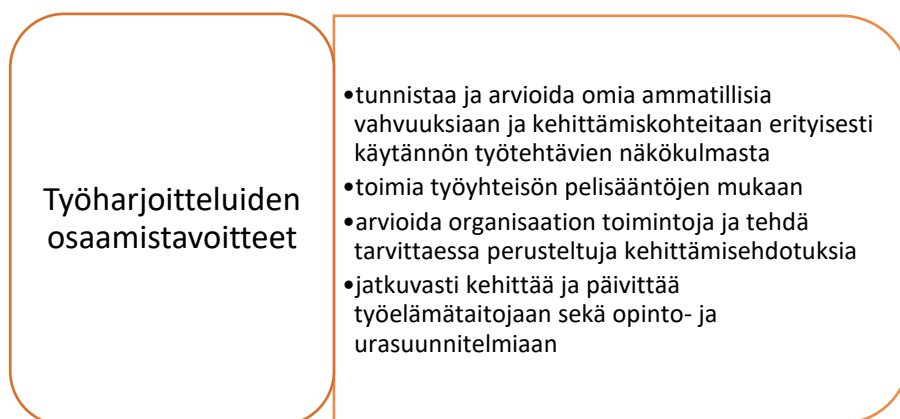 Työharjoitteluiden
osaamistavoitteet
•tunnistaa ja arvioida omia ammatillisia
vahvuuksiaan ja kehittämiskohteitaan erityisesti
käytännön työtehtävien näkökulmasta
•toimia työyhteisön pelisääntöjen mukaan
•arvioida organisaation toimintoja ja tehdä
tarvittaessa perusteltuja kehittämisehdotuksia
•jatkuvasti kehittää ja päivittää
työelämätaitojaan sekä opinto- ja
urasuunnitelmiaan